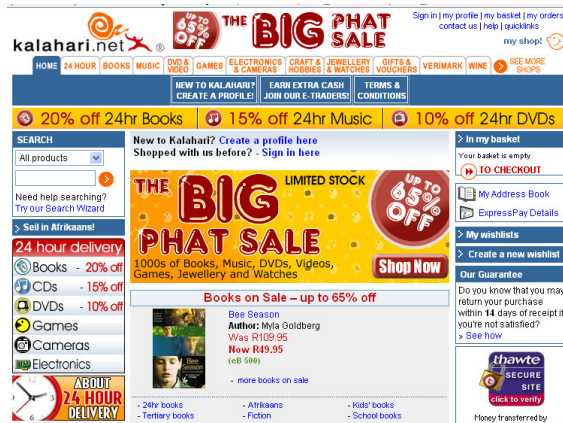 kalahari.net
UP TO 65% OFF
THE BIG PHAT SALE
Sign in | my profile | my basket | my orders
contact us | help | quicklinks
my shop!
HOME 24 HOUR BOOKS MUSIC DVD & VIDEO GAMES ELECTRONICS & CAMERAS CRAFT & HOBBIES JEWELLERY & WATCHES GIFTS & VOUCHERS VERIMARK WINE SEE MORE SHOPS
NEW TO KALAHARI? CREATE A PROFILE!
EARN EXTRA CASH JOIN OUR E-TRADERS!
TERMS & CONDITIONS
20% off 24hr Books
15% off 24hr Music
10% off 24hr DVDs
SEARCH
All products
Need help searching?
Try our Search Wizard
> Seil in Afrikaans!
24 hour delivery
Books - 20% off
CDs - 15% off
DVDs - 10% off
Games
Cameras
Electronics
ABOUT
24 HOUR
DELIVERY
New to Kalahari? Create a profile here
Shopped with us before? - Sign in here
THE BIG
PHAT SALE
LIMITED STOCK
UP TO
65%
OFF
1000s of Books, Music, DVDs, Videos,
Games, Jewellery and Watches
Shop Now
Books on Sale – up to 65% off
Bee
Season
Bee Season
Author: Myla Goldberg
Was R109.95
Now R49.95
(eB 500)
- more books on sale
- 24hr books - Afrikaans - Kids' books
- Tertiary books - Fiction - School books
> In my basket
Your basket is empty
TO CHECKOUT
My Address Book
ExpressPay Details
> My wishlists
> Create a new wishlist
Our Guarantee
Do you know that you may
return your purchase
within 14 days of receipt if
you're not satisfied?
» See how
thawte
SECURE
SITE
click to verify
Money transferred by